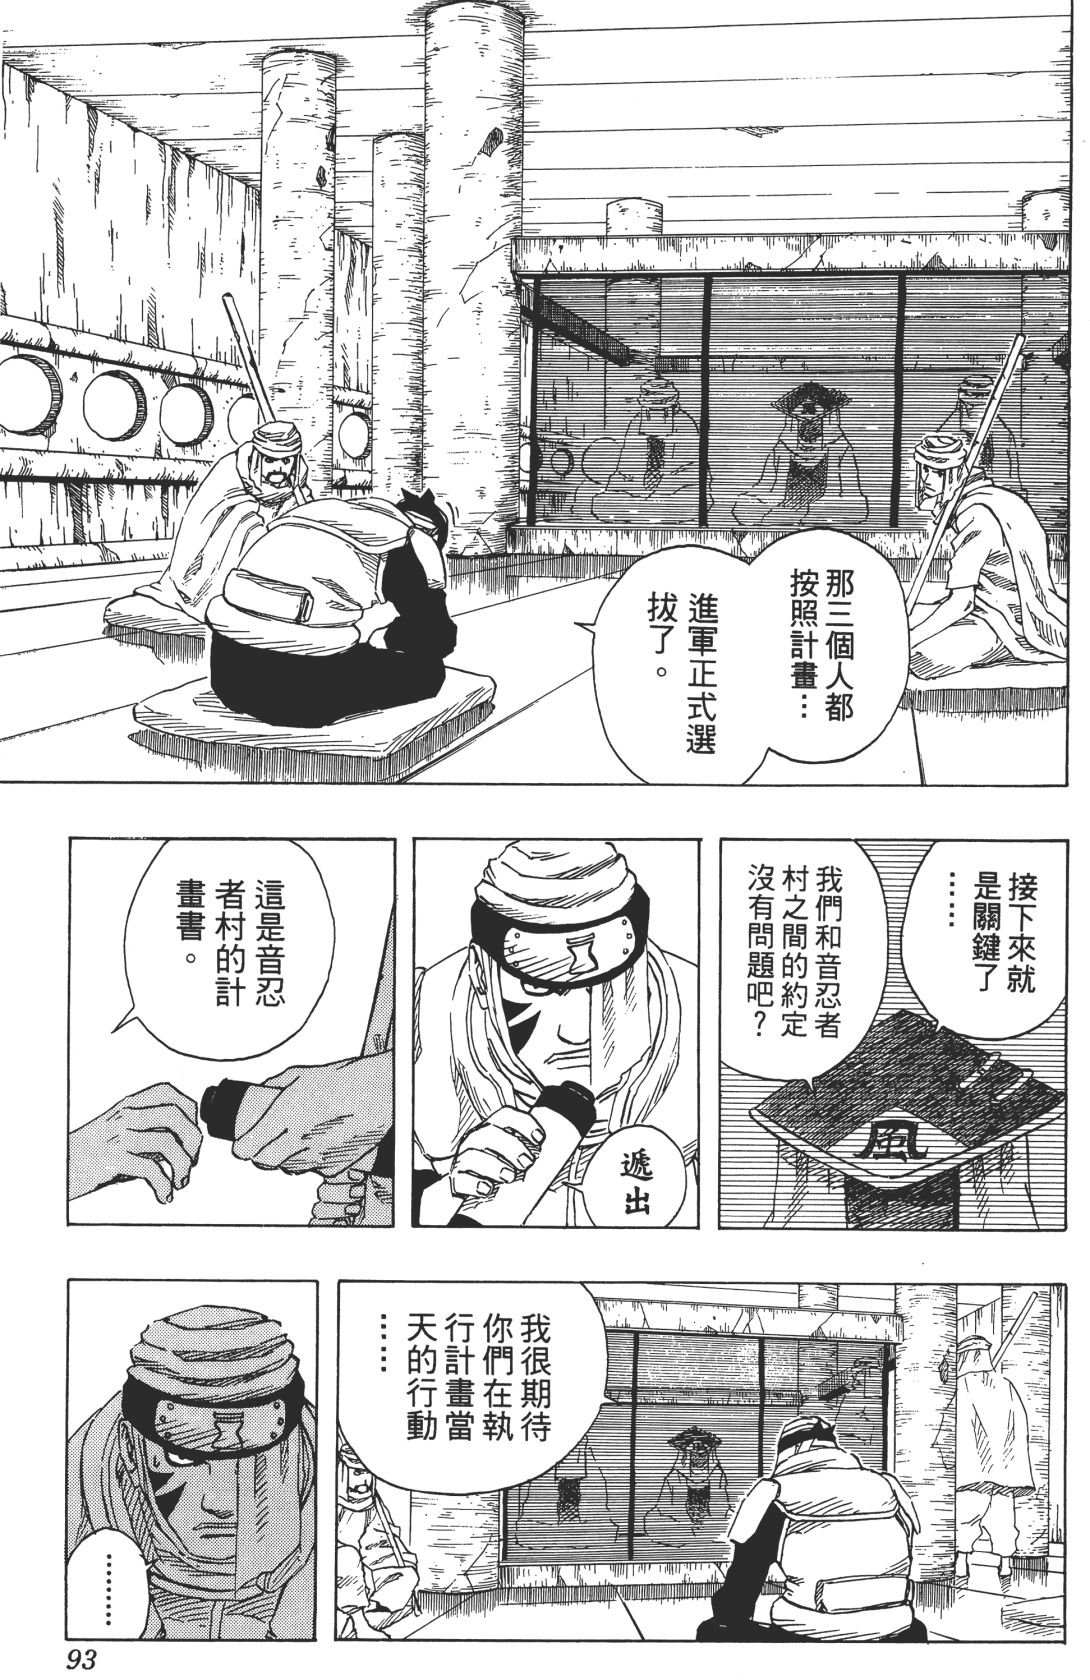 那三個人都
按照計畫…
進軍正式選
拔了。
接下來就
是關鍵了
……
我們和音忍者
村之間的約定
沒有問題吧？
風
遞出
這是音忍
者村的計
畫書。
我很期待
你們在執
行計畫當
天的行動
……
………
93